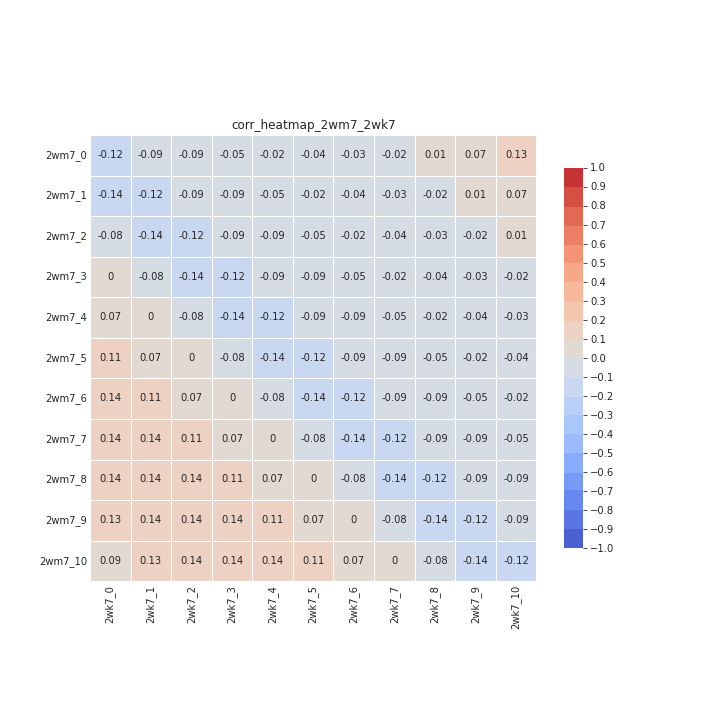 corr_heatmap_2wm7_2wk7
2wm7_0 -0.12 -0.09 -0.09 -0.05 -0.02 -0.04 -0.03 -0.02 0.01 0.07 0.13
2wm7_1 -0.14 -0.12 -0.09 -0.09 -0.05 -0.02 -0.04 -0.03 -0.02 0.01 0.07
2wm7_2 -0.08 -0.14 -0.12 -0.09 -0.09 -0.05 -0.02 -0.04 -0.03 -0.02 0.01
2wm7_3 0 -0.08 -0.14 -0.12 -0.09 -0.09 -0.05 -0.02 -0.04 -0.03 -0.02
2wm7_4 0.07 0 -0.08 -0.14 -0.12 -0.09 -0.09 -0.05 -0.02 -0.04 -0.03
2wm7_5 0.11 0.07 0 -0.08 -0.14 -0.12 -0.09 -0.09 -0.05 -0.02 -0.04
2wm7_6 0.14 0.11 0.07 0 -0.08 -0.14 -0.12 -0.09 -0.09 -0.05 -0.02
2wm7_7 0.14 0.14 0.11 0.07 0 -0.08 -0.14 -0.12 -0.09 -0.09 -0.05
2wm7_8 0.14 0.14 0.14 0.11 0.07 0 -0.08 -0.14 -0.12 -0.09 -0.09
2wm7_9 0.13 0.14 0.14 0.14 0.11 0.07 0 -0.08 -0.14 -0.12 -0.09
2wm7_10 0.09 0.13 0.14 0.14 0.14 0.11 0.07 0 -0.08 -0.14 -0.12
2wk7_0 2wk7_1 2wk7_2 2wk7_3 2wk7_4 2wk7_5 2wk7_6 2wk7_7 2wk7_8 2wk7_9 2wk7_10
1.0
0.9
0.8
0.7
0.6
0.5
0.4
0.3
0.2
0.1
0.0
−0.1
−0.2
−0.3
−0.4
−0.5
−0.6
−0.7
−0.8
−0.9
−1.0